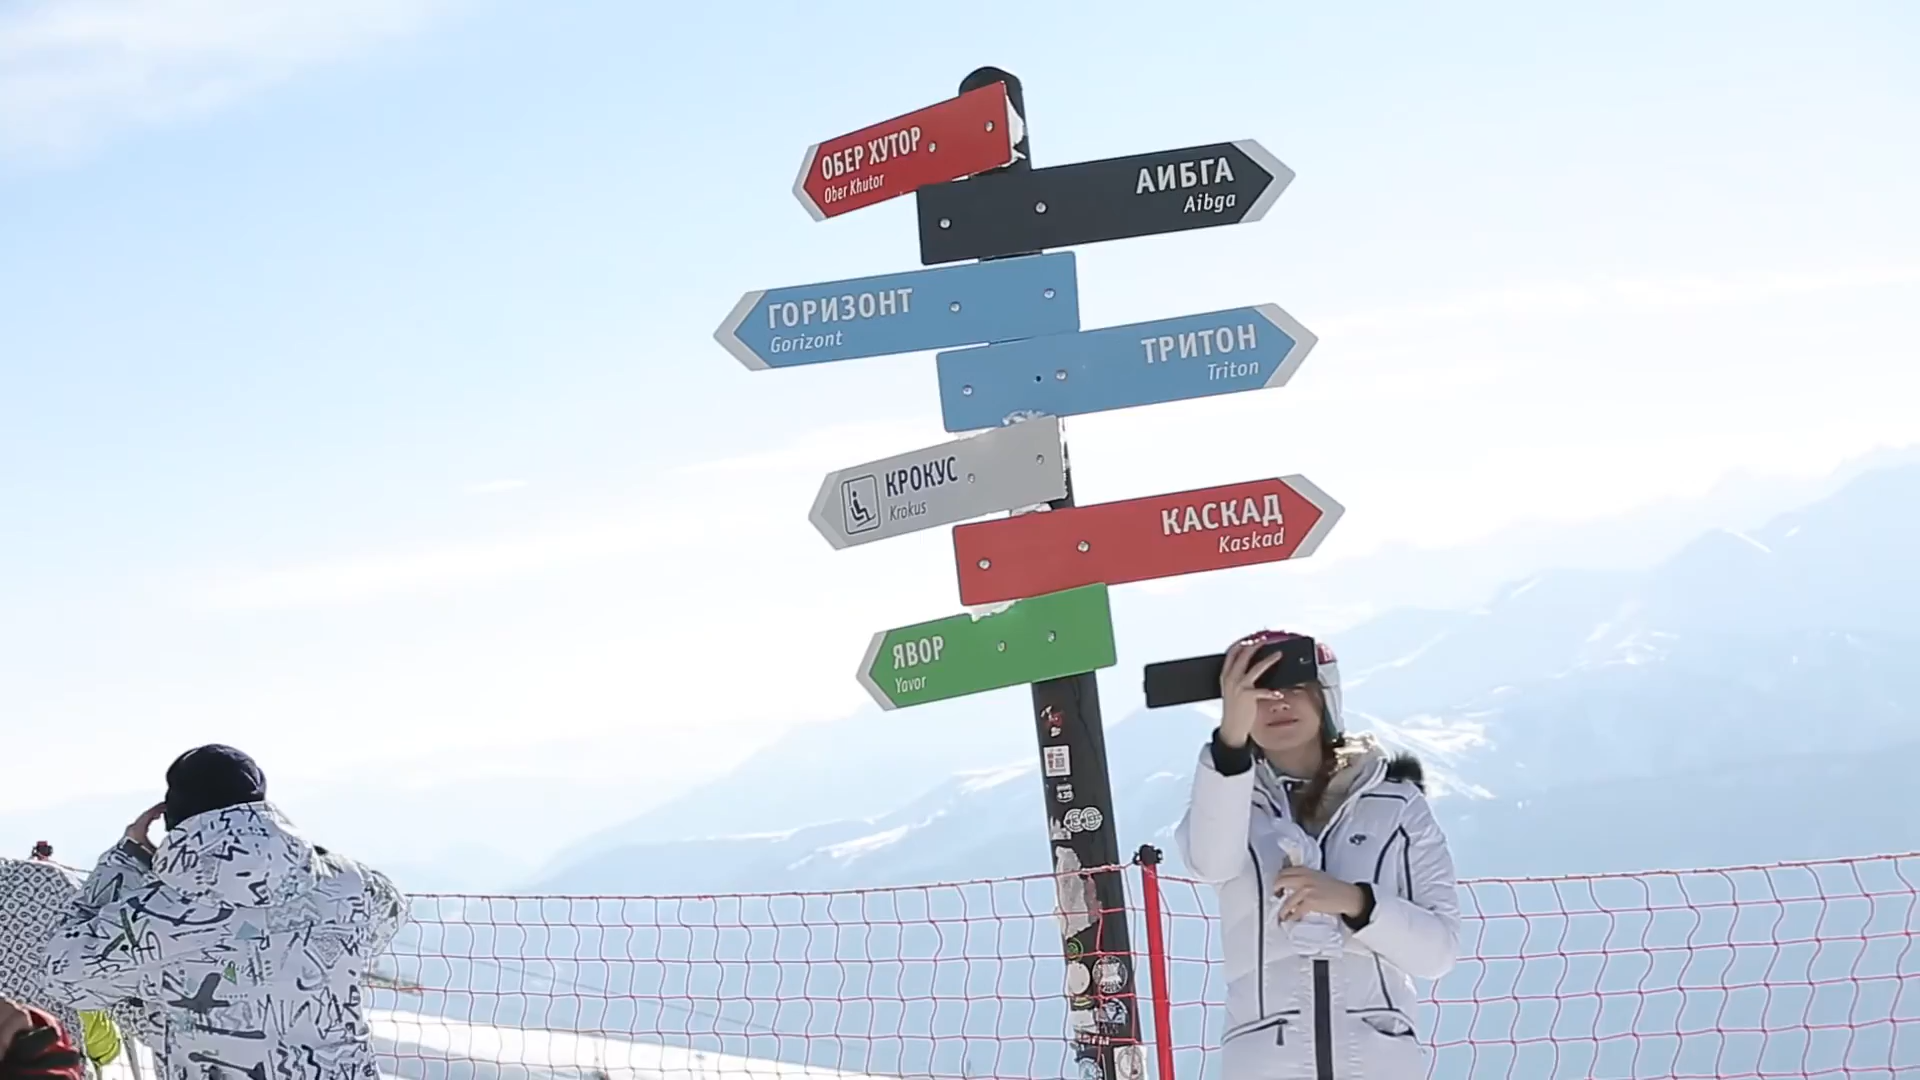 ОБЕР ХУТОР
Ober Khutor
АИБГА
Aibga
ГОРИЗОНТ
Gorizont
ТРИТОН
Triton
КРОКУС
Krokus
КАСКАД
Kaskad
ЯВОР
Yavor